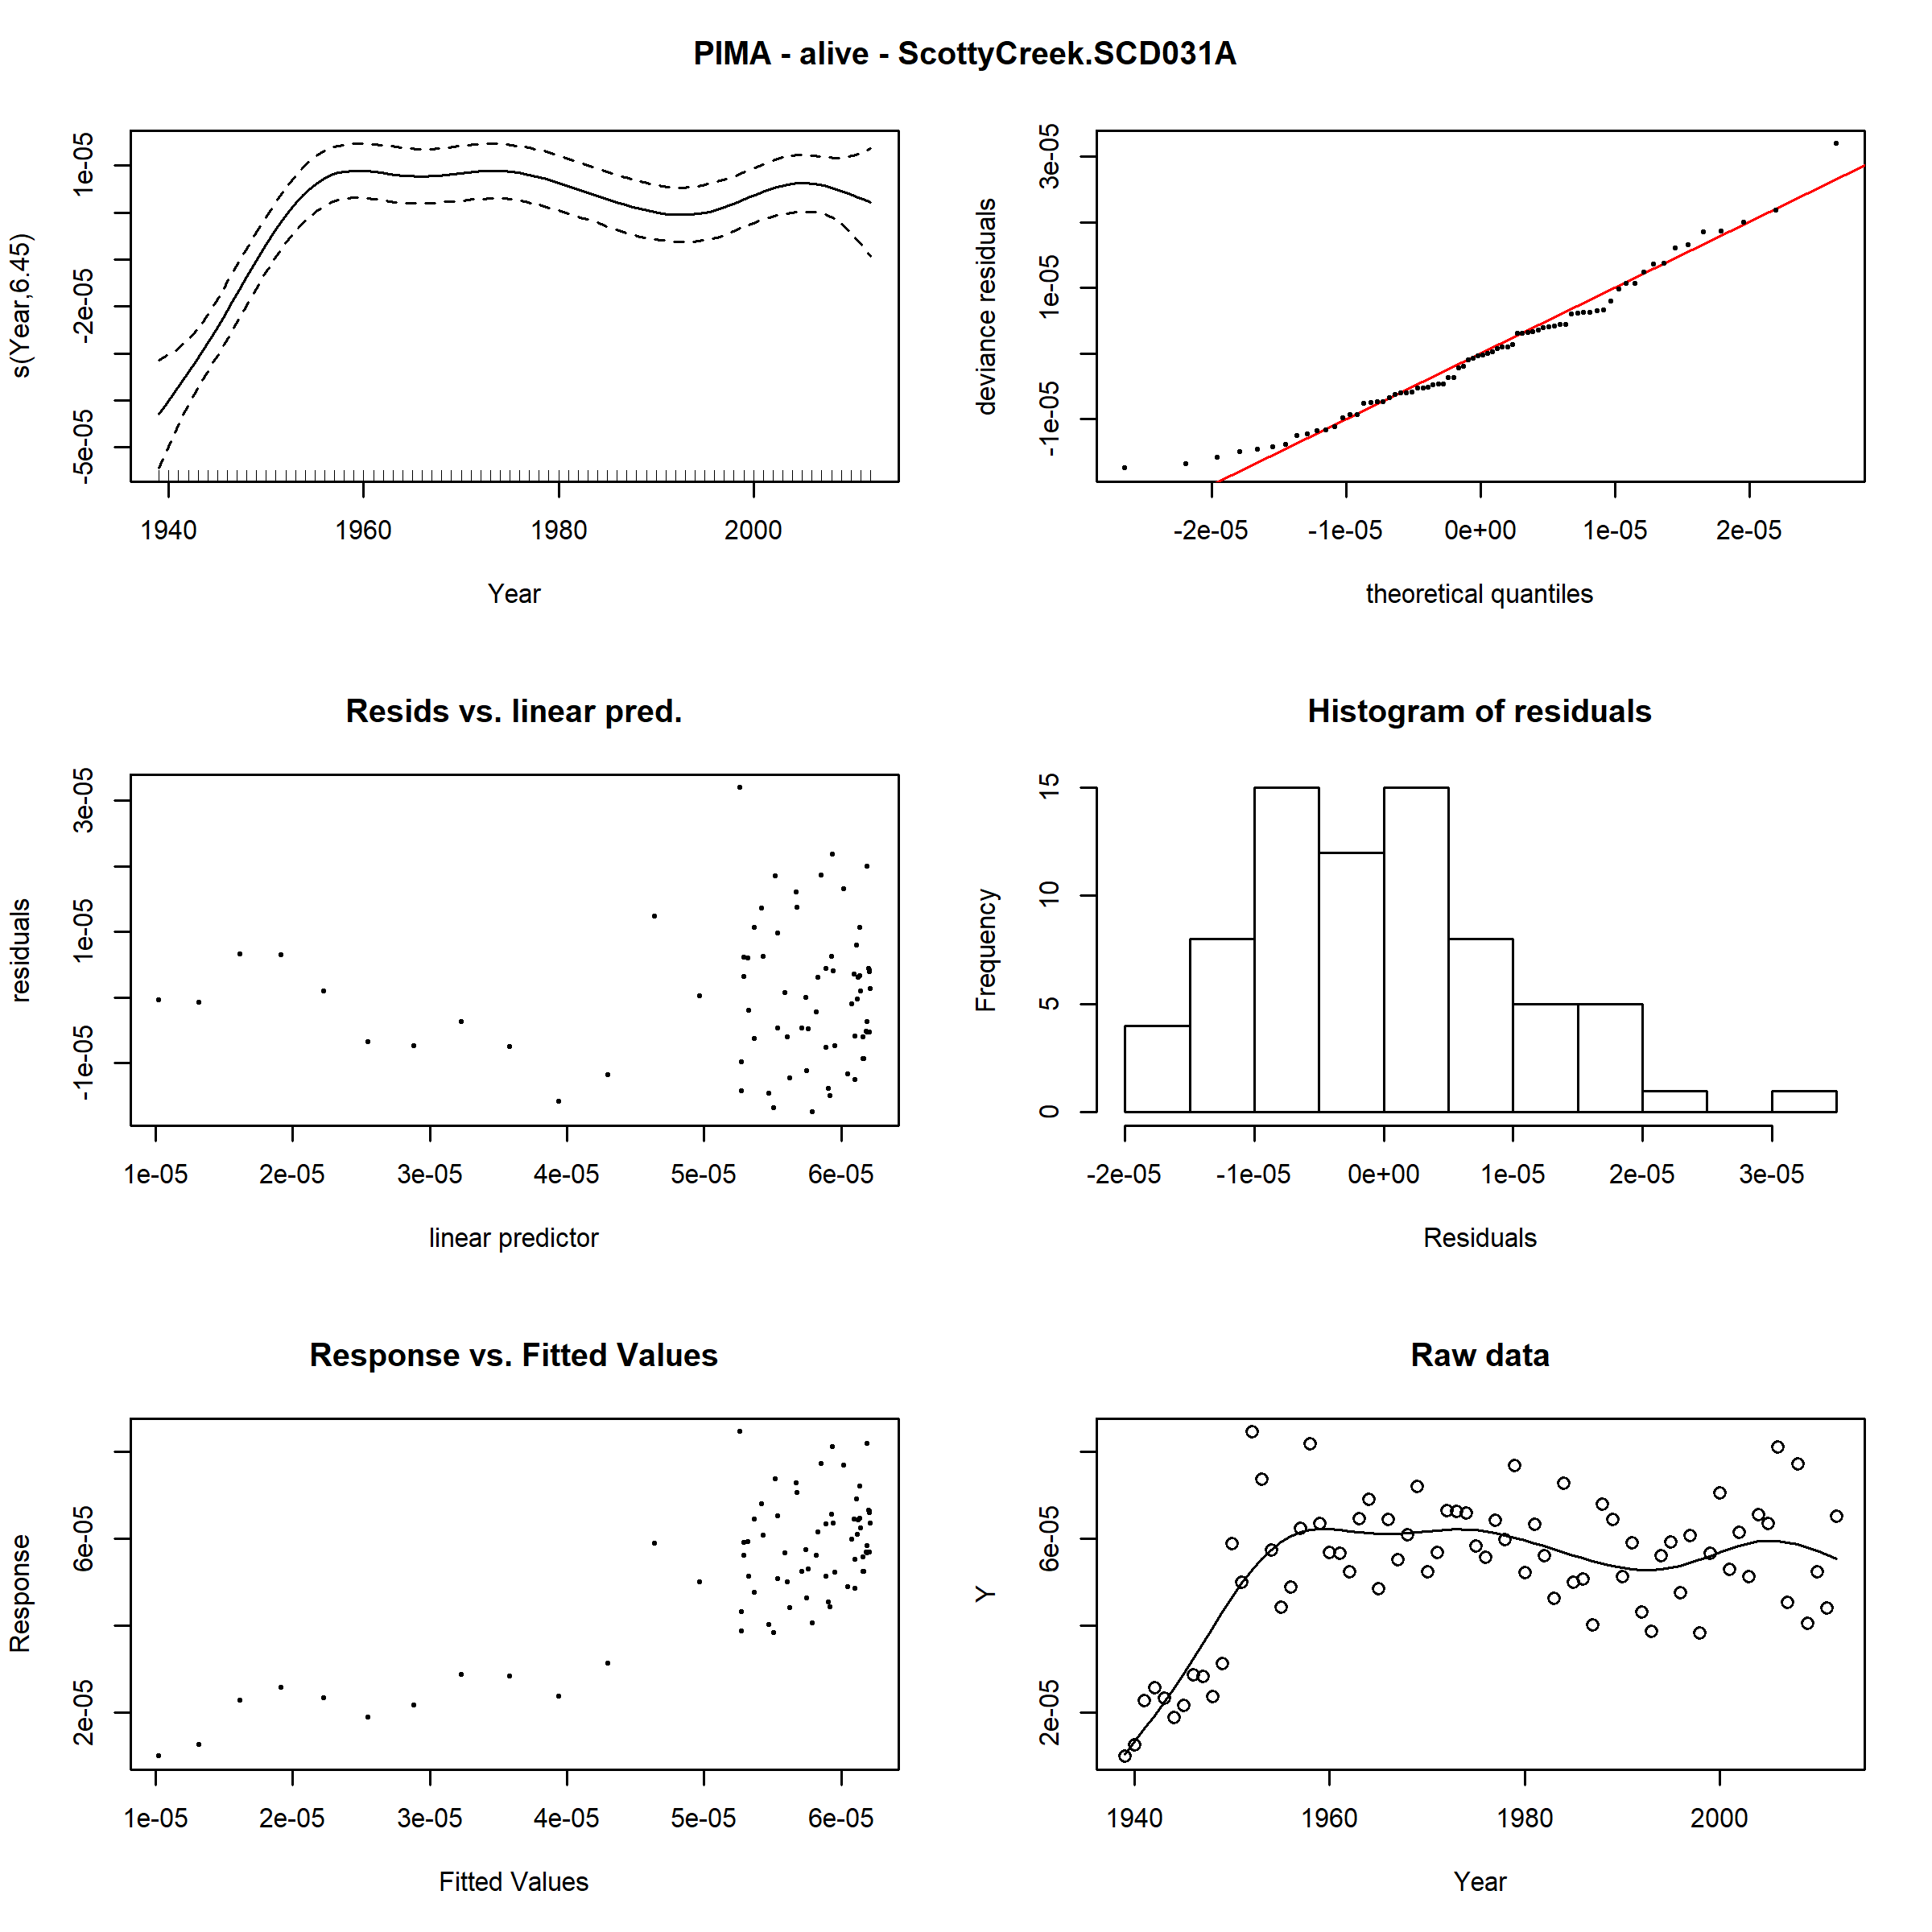 PIMA - alive - ScottyCreek.SCD031A
s(Year,6.45)
1e-05
-2e-05
-5e-05
1940 1960 1980 2000
Year
deviance residuals
3e-05
1e-05
-1e-05
-2e-05 -1e-05 0e+00 1e-05 2e-05
theoretical quantiles
Resids vs. linear pred.
residuals
3e-05
1e-05
-1e-05
1e-05 2e-05 3e-05 4e-05 5e-05 6e-05
linear predictor
Histogram of residuals
Frequency
15
10
5
0
-2e-05 -1e-05 0e+00 1e-05 2e-05 3e-05
Residuals
Response vs. Fitted Values
Response
6e-05
2e-05
1e-05 2e-05 3e-05 4e-05 5e-05 6e-05
Fitted Values
Raw data
Y
6e-05
2e-05
1940 1960 1980 2000
Year